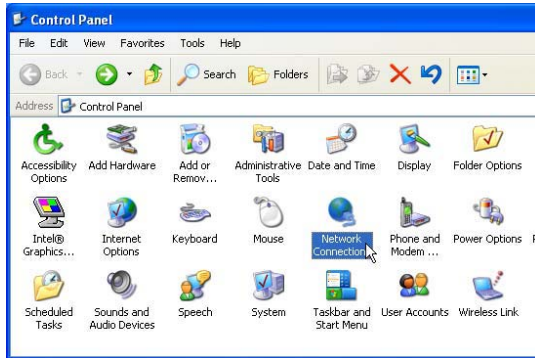 Control Panel
File Edit View Favorites Tools Help
Back Search Folders
Address Control Panel
Accessibility Options Add Hardware Add or Remov... Administrative Tools Date and Time Display Folder Options
Intel® Graphics... Internet Options Keyboard Mouse Network Connections Phone and Modem ... Power Options
Scheduled Tasks Sounds and Audio Devices Speech System Taskbar and Start Menu User Accounts Wireless Link